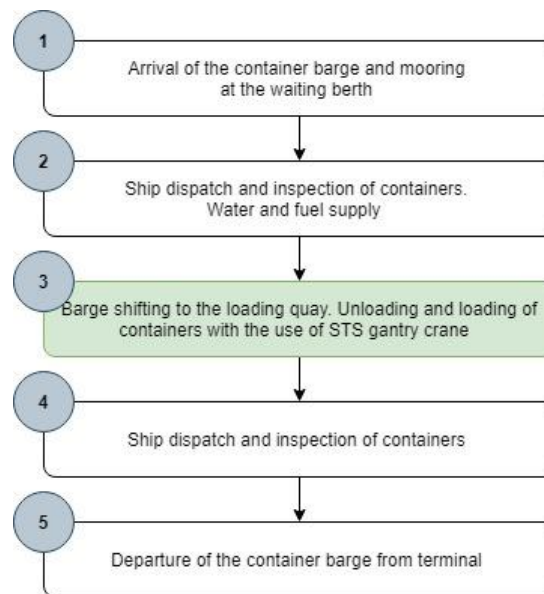 1
Arrival of the container barge and mooring
at the waiting berth
2
Ship dispatch and inspection of containers.
Water and fuel supply
3
Barge shifting to the loading quay. Unloading and loading of
containers with the use of STS gantry crane
4
Ship dispatch and inspection of containers
5
Departure of the container barge from terminal